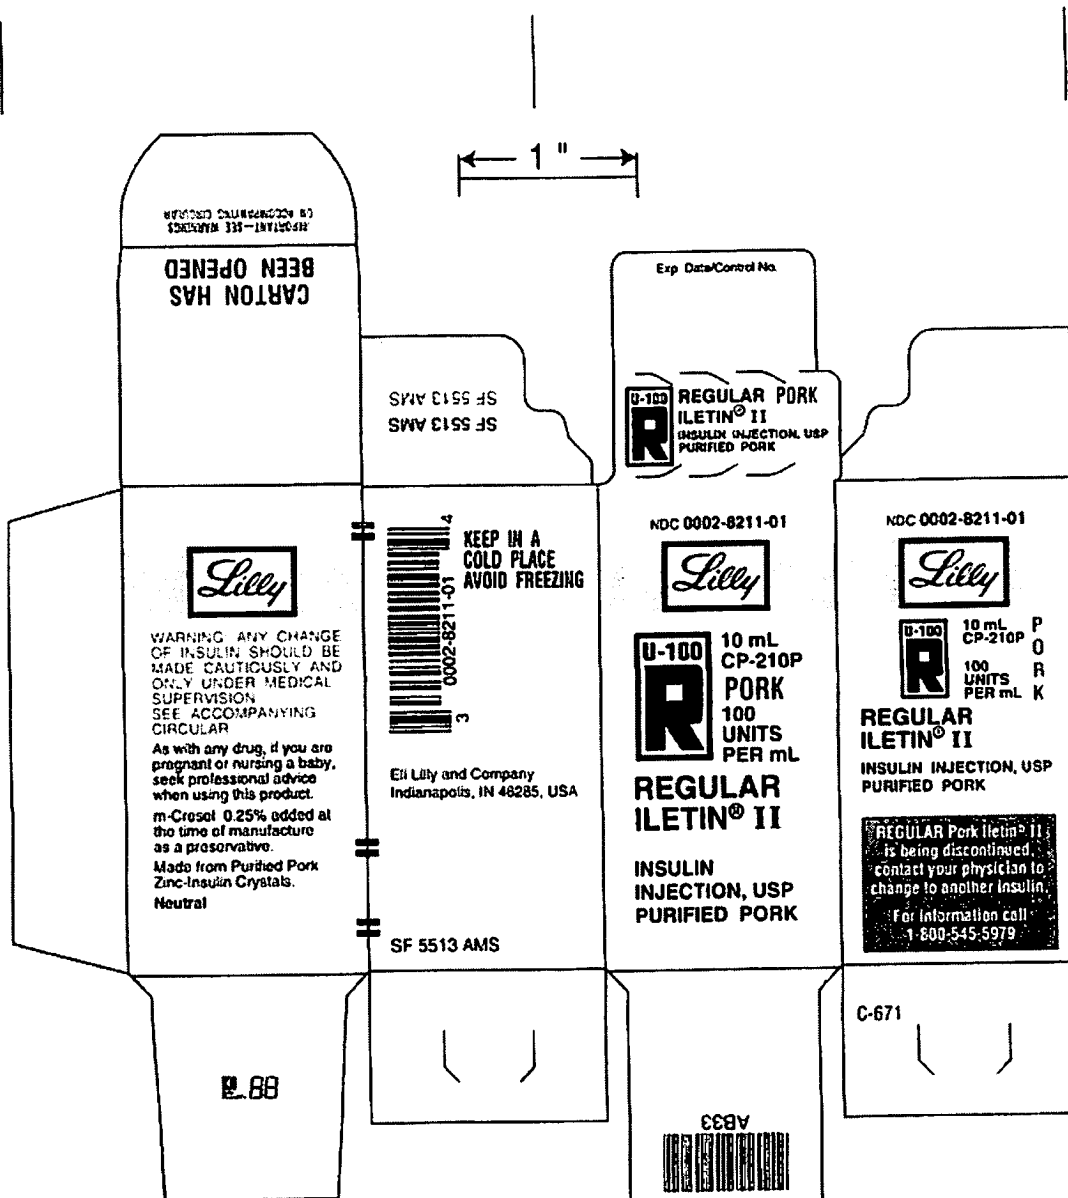 1"
IMPORTANT—SEE WARNINGS
ON ACCOMPANYING CIRCULAR
CARTON HAS
BEEN OPENED
SF 5513 AMS
SF 5513 AMS
Exp. Date/Control No.
U-100
R
REGULAR PORK
ILETIN® II
INSULIN INJECTION, USP
PURIFIED PORK
Lilly
WARNING: ANY CHANGE
OF INSULIN SHOULD BE
MADE CAUTIOUSLY AND
ONLY UNDER MEDICAL
SUPERVISION
SEE ACCOMPANYING
CIRCULAR
As with any drug, if you are
pregnant or nursing a baby,
seek professional advice
when using this product.
m-Cresol 0.25% added at
the time of manufacture
as a preservative.
Made from Purified Pork
Zinc-Insulin Crystals.
Neutral
3 0002-8211-01 4
KEEP IN A
COLD PLACE
AVOID FREEZING
Eli Lilly and Company
Indianapolis, IN 46285, USA
SF 5513 AMS
NDC 0002-8211-01
Lilly
U-100
R
10 mL
CP-210P
PORK
100
UNITS
PER mL
REGULAR
ILETIN® II
INSULIN
INJECTION, USP
PURIFIED PORK
NDC 0002-8211-01
Lilly
U-100
R
10 mL
CP-210P
100
UNITS
PER mL
PORK
REGULAR
ILETIN® II
INSULIN INJECTION, USP
PURIFIED PORK
REGULAR Pork Iletin® II
is being discontinued,
contact your physician to
change to another insulin.
For information call
1-800-545-5979
C-671
AB33